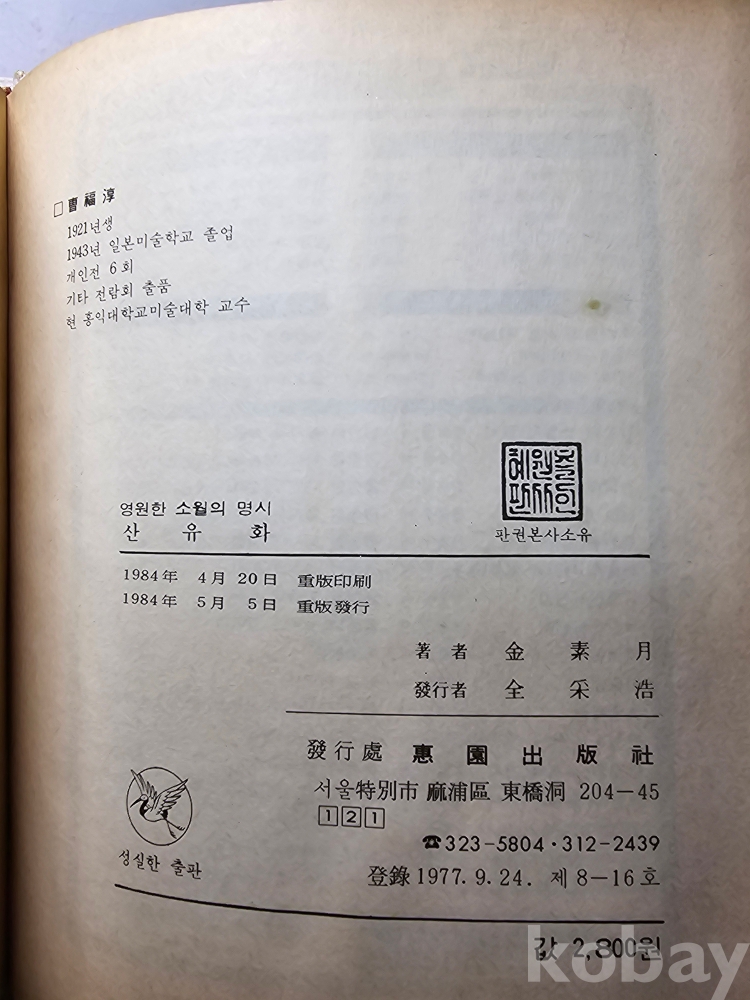 □ 曹福淳
1921년생
1943년 일본미술학교 졸업
개인전 6 회
기타 전람회 출품
현 홍익대학교미술대학 교수
영원한 소월의 명시
산 유 화
판권본사소유
1984年 4月 20日 重版印刷
1984年 5月 5日 重版發行
著 者 金 素 月
發行者 全 采 浩
發行處 惠園出版社
서울特別市 麻浦區 東橋洞 204-45
121
☎323-5804·312-2439
登錄 1977.9.24. 제 8-16호
성실한 출판
값 2,800원
kobay